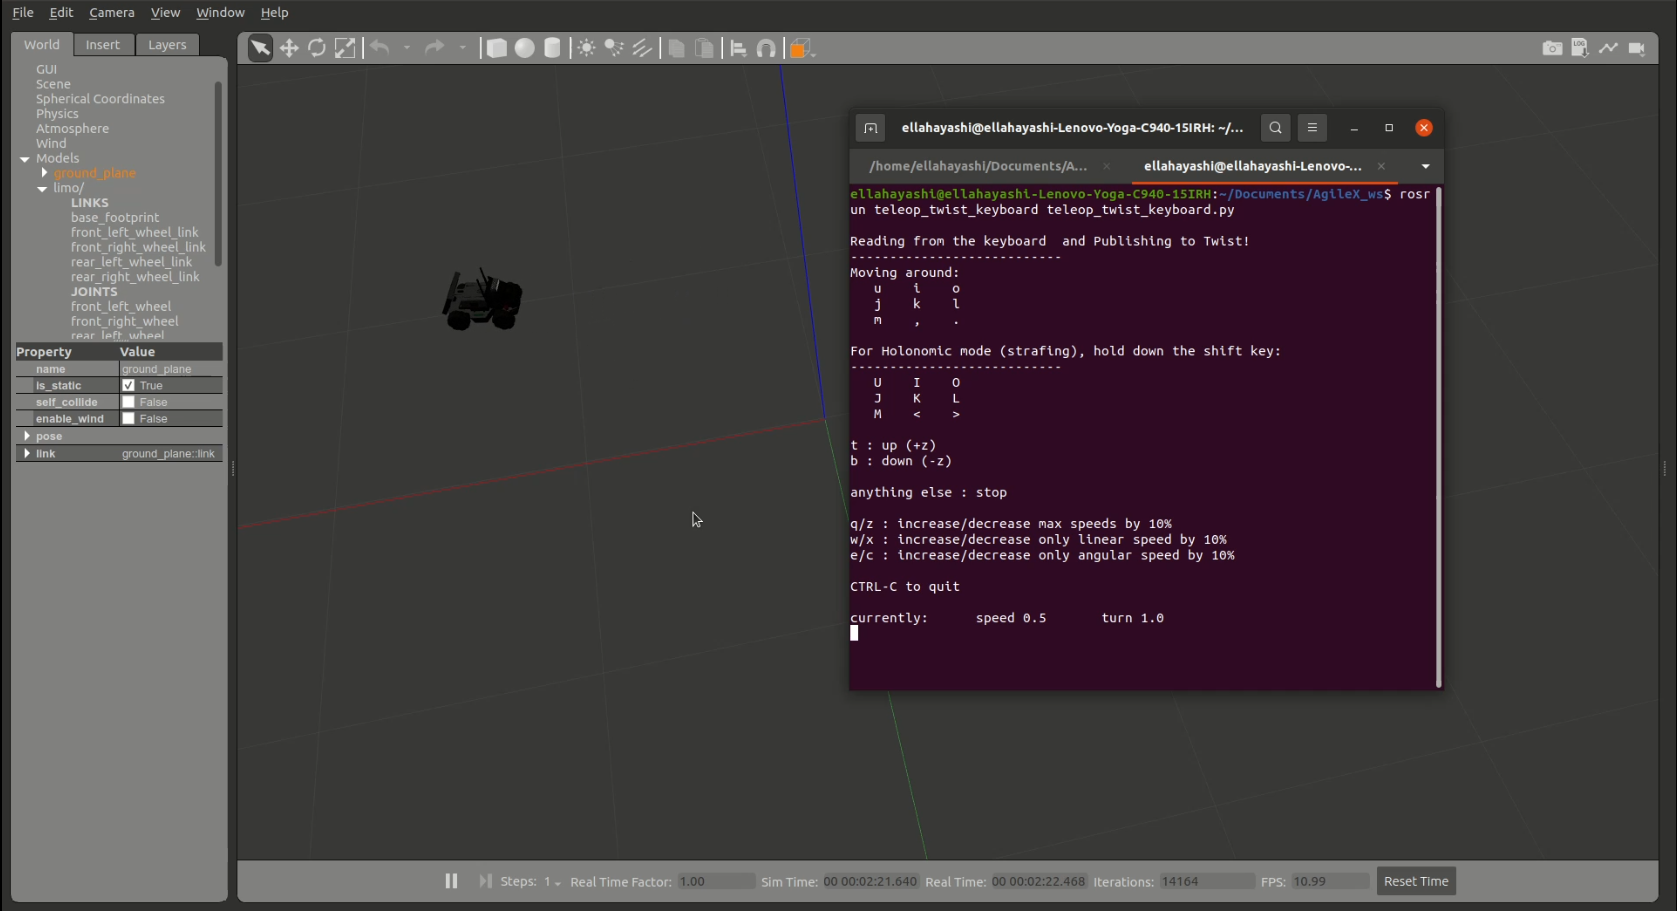 File Edit Camera View Window Help
World Insert Layers
GUI
Scene
Spherical Coordinates
Physics
Atmosphere
Wind
Models
ground_plane
limo/
LINKS
base_footprint
front_left_wheel_link
front_right_wheel_link
rear_left_wheel_link
rear_right_wheel_link
JOINTS
front_left_wheel
front_right_wheel
rear_left_wheel
Property Value
name ground_plane
is_static True
self_collide False
enable_wind False
pose
link ground_plane::link
LOG
ellahayashi@ellahayashi-Lenovo-Yoga-C940-15IRH: ~/...
/home/ellahayashi/Documents/A... ellahayashi@ellahayashi-Lenovo-...
ellahayashi@ellahayashi-Lenovo-Yoga-C940-15IRH:~/Documents/AgileX_ws$ rosr
un teleop_twist_keyboard teleop_twist_keyboard.py
Reading from the keyboard  and Publishing to Twist!
---------------------------
Moving around:
u i o
j k l
m , .
For Holonomic mode (strafing), hold down the shift key:
---------------------------
U I O
J K L
M < >
t : up (+z)
b : down (-z)
anything else : stop
q/z : increase/decrease max speeds by 10%
w/x : increase/decrease only linear speed by 10%
e/c : increase/decrease only angular speed by 10%
CTRL-C to quit
currently: speed 0.5 turn 1.0
Steps: 1 Real Time Factor: 1.00 Sim Time: 00 00:02:21.640 Real Time: 00 00:02:22.468 Iterations: 14164 FPS: 10.99 Reset Time